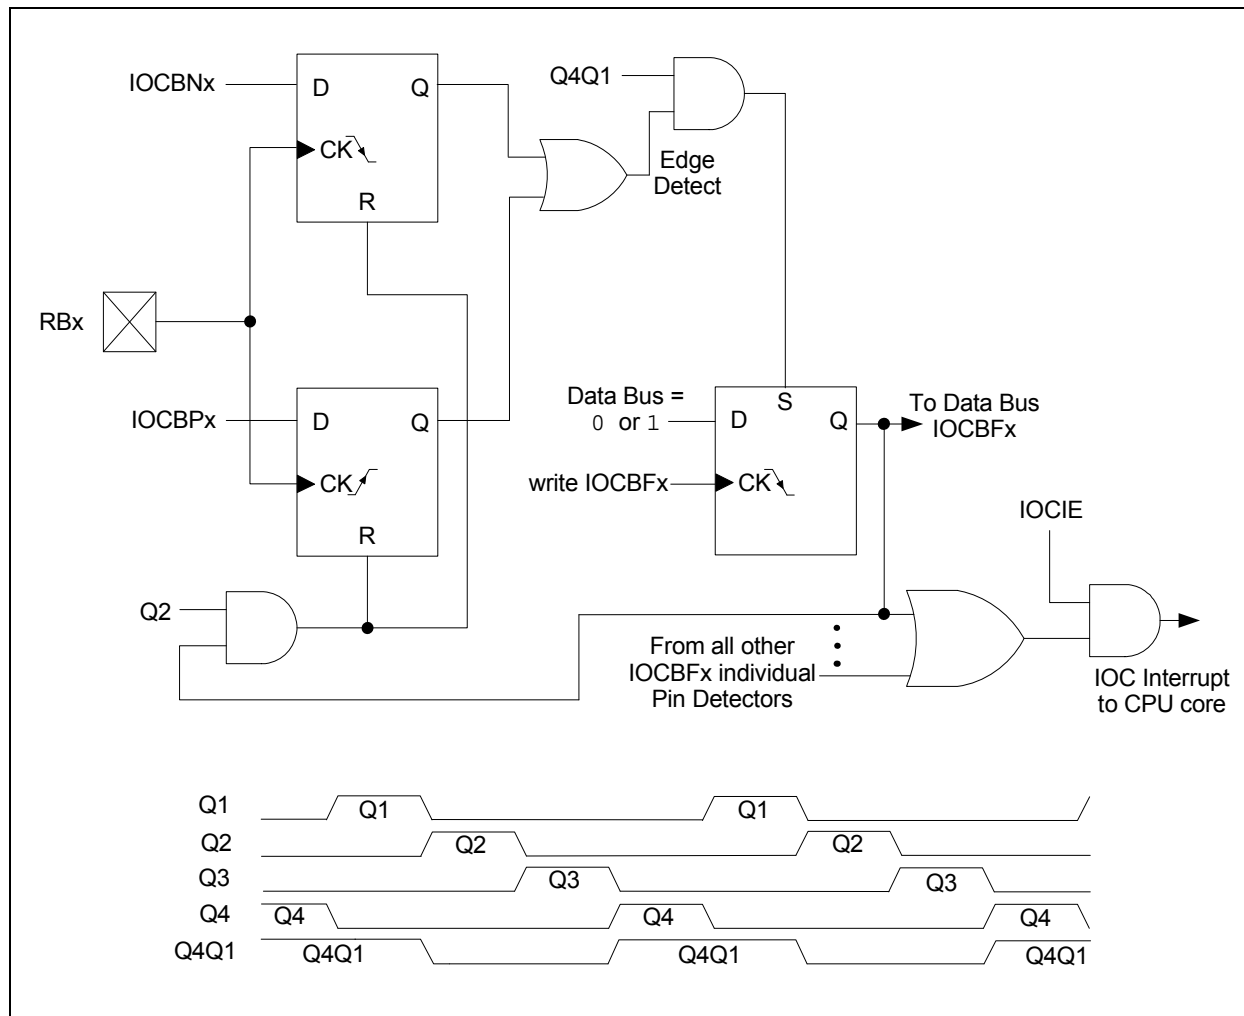 IOCBNx
D
Q
CK
R
Q4Q1
Edge
Detect
RBx
IOCBPx
D
Q
CK
R
Q2
Data Bus =
0 or 1
D
S
Q
write IOCBFx
CK
To Data Bus
IOCBFx
IOCIE
From all other
IOCBFx individual
Pin Detectors
IOC Interrupt
to CPU core
Q1
Q1
Q1
Q2
Q2
Q2
Q3
Q3
Q3
Q4
Q4
Q4
Q4
Q4Q1
Q4Q1
Q4Q1
Q4Q1